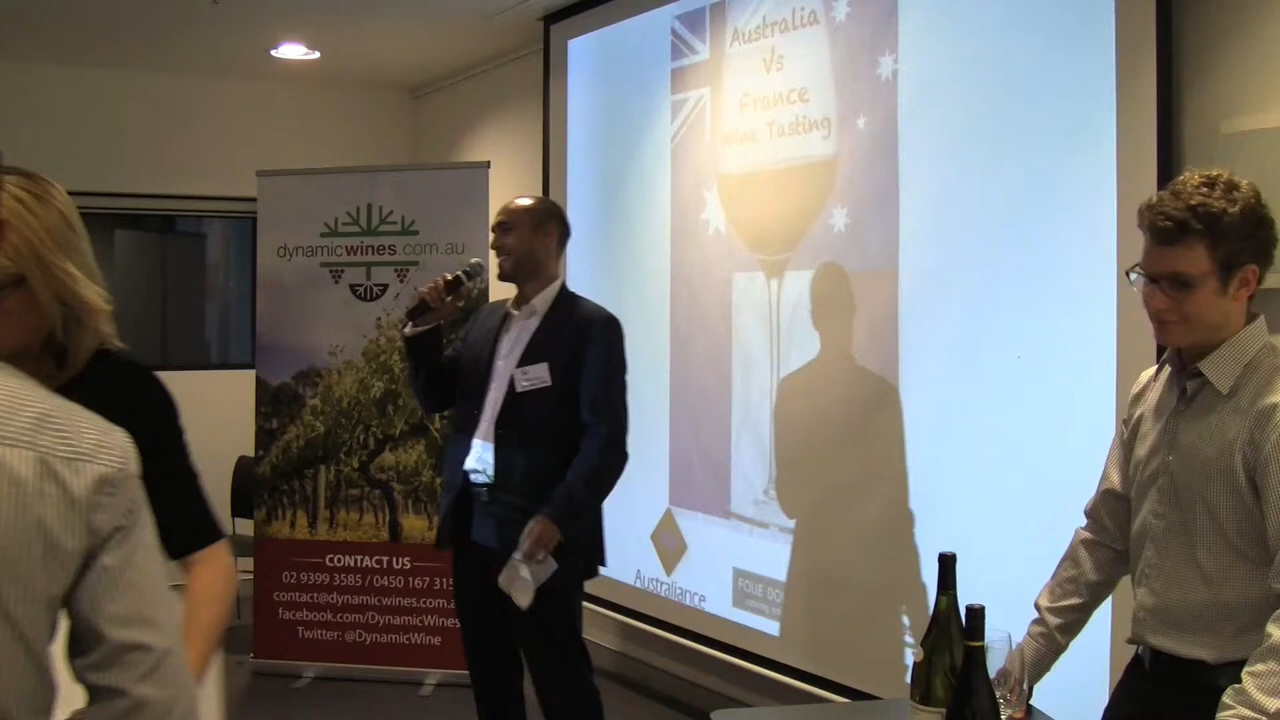 Australia
Vs
France
Wine Tasting
dynamicwines.com.au
CONTACT US
02 9399 3585 / 0450 167 315
contact@dynamicwines.com.a
facebook.com/DynamicWines
Twitter: @DynamicWine
Australiance
FOLIE DO